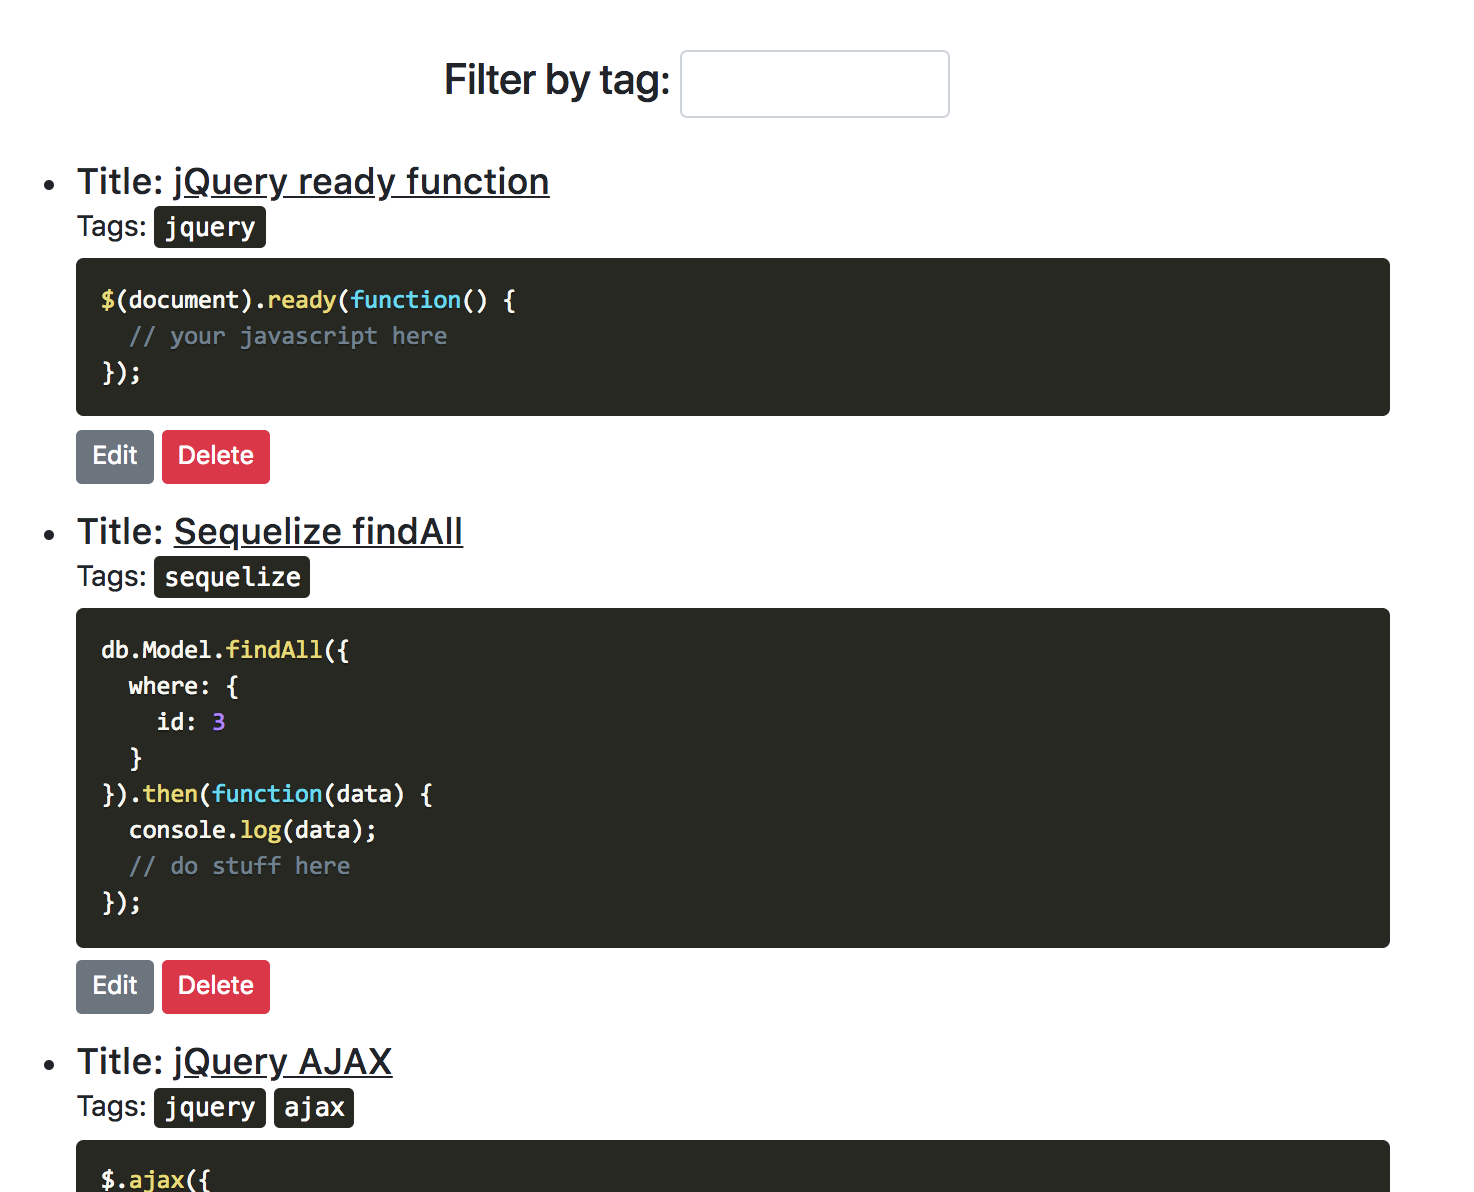 Filter by tag:
• Title: jQuery ready function
Tags: jquery
$(document).ready(function() {
  // your javascript here
});
Edit Delete
• Title: Sequelize findAll
Tags: sequelize
db.Model.findAll({
  where: {
    id: 3
  }
}).then(function(data) {
  console.log(data);
  // do stuff here
});
Edit Delete
• Title: jQuery AJAX
Tags: jquery ajax
$.ajax({